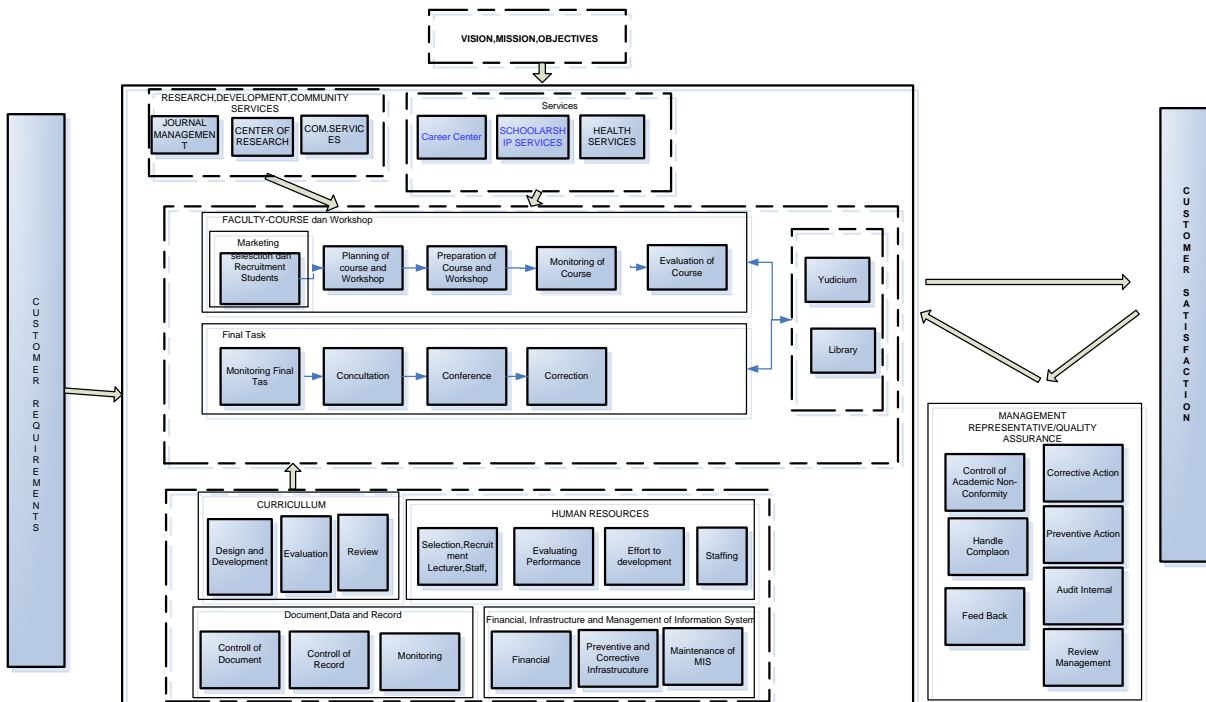 VISION,MISSION,OBJECTIVES
RESEARCH,DEVELOPMENT,COMMUNITY
SERVICES
JOURNAL
MANAGEMEN
T
CENTER OF
RESEARCH
COM.SERVIC
ES
Services
Career Center
SCHOOLARSH
IP SERVICES
HEALTH
SERVICES
CUSTOMER REQUIREMENTS
FACULTY-COURSE dan Workshop
Marketing
selesction dan
Recruitment
Students
Planning of
course and
Workshop
Preparation of
Course and
Workshop
Monitoring of
Course
Evaluation of
Course
Final Task
Monitoring Final
Tas
Concultation
Conference
Correction
Yudicium
Library
CUSTOMER SATISFACTION
MANAGEMENT
REPRESENTATIVE/QUALITY
ASSURANCE
Controll of
Academic Non-
Conformity
Corrective Action
Handle
Complaon
Preventive Action
Feed Back
Audit Internal
Review
Management
CURRICULLUM
Design and
Development
Evaluation
Review
HUMAN RESOURCES
Selection,Recruit
ment
Lecturer,Staff,
Evaluating
Performance
Effort to
development
Staffing
Document,Data and Record
Controll of
Document
Controll of
Record
Monitoring
Financial, Infrastructure and Management of Information System
Financial
Preventive and
Corrective
Infrastrucuture
Maintenance of
MIS